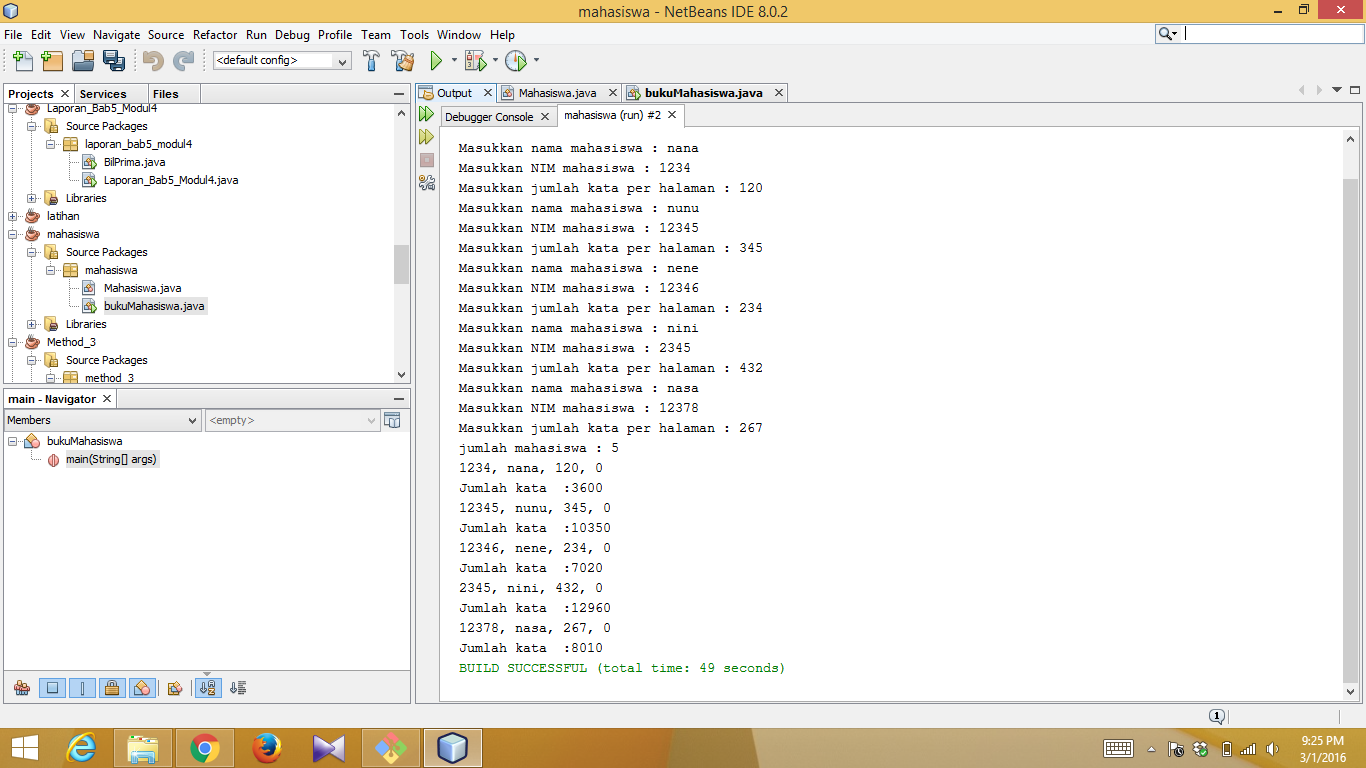 mahasiswa - NetBeans IDE 8.0.2
File Edit View Navigate Source Refactor Run Debug Profile Team Tools Window Help
<default config>
Projects Services Files
Laporan_Bab5_Modul4
Source Packages
laporan_bab5_modul4
BilPrima.java
Laporan_Bab5_Modul4.java
Libraries
latihan
mahasiswa
Source Packages
mahasiswa
Mahasiswa.java
bukuMahasiswa.java
Libraries
Method_3
Source Packages
method_3
main - Navigator
Members <empty>
bukuMahasiswa
main(String[] args)
Output Mahasiswa.java bukuMahasiswa.java
Debugger Console mahasiswa (run) #2
Masukkan nama mahasiswa : nana
Masukkan NIM mahasiswa : 1234
Masukkan jumlah kata per halaman : 120
Masukkan nama mahasiswa : nunu
Masukkan NIM mahasiswa : 12345
Masukkan jumlah kata per halaman : 345
Masukkan nama mahasiswa : nene
Masukkan NIM mahasiswa : 12346
Masukkan jumlah kata per halaman : 234
Masukkan nama mahasiswa : nini
Masukkan NIM mahasiswa : 2345
Masukkan jumlah kata per halaman : 432
Masukkan nama mahasiswa : nasa
Masukkan NIM mahasiswa : 12378
Masukkan jumlah kata per halaman : 267
jumlah mahasiswa : 5
1234, nana, 120, 0
Jumlah kata  :3600
12345, nunu, 345, 0
Jumlah kata  :10350
12346, nene, 234, 0
Jumlah kata  :7020
2345, nini, 432, 0
Jumlah kata  :12960
12378, nasa, 267, 0
Jumlah kata  :8010
BUILD SUCCESSFUL (total time: 49 seconds)
1
9:25 PM
3/1/2016